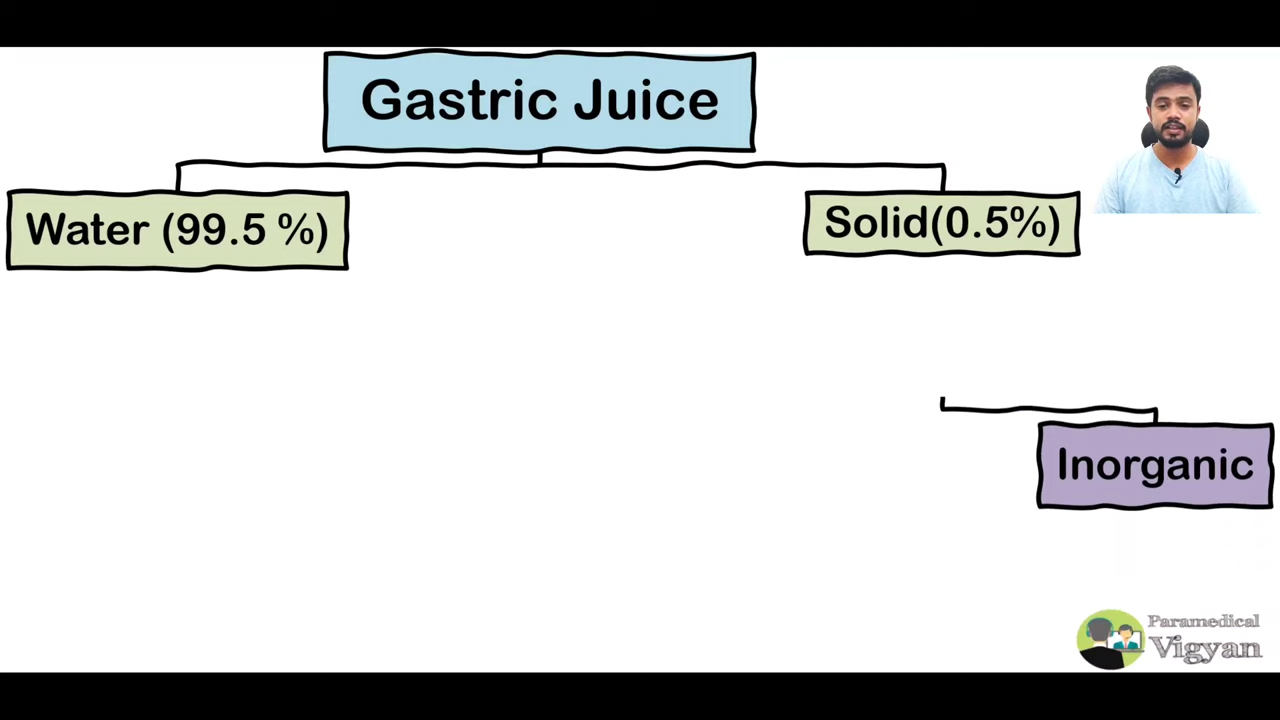 Gastric Juice
Water (99.5 %)
Solid(0.5%)
Inorganic
Paramedical
Vigyan